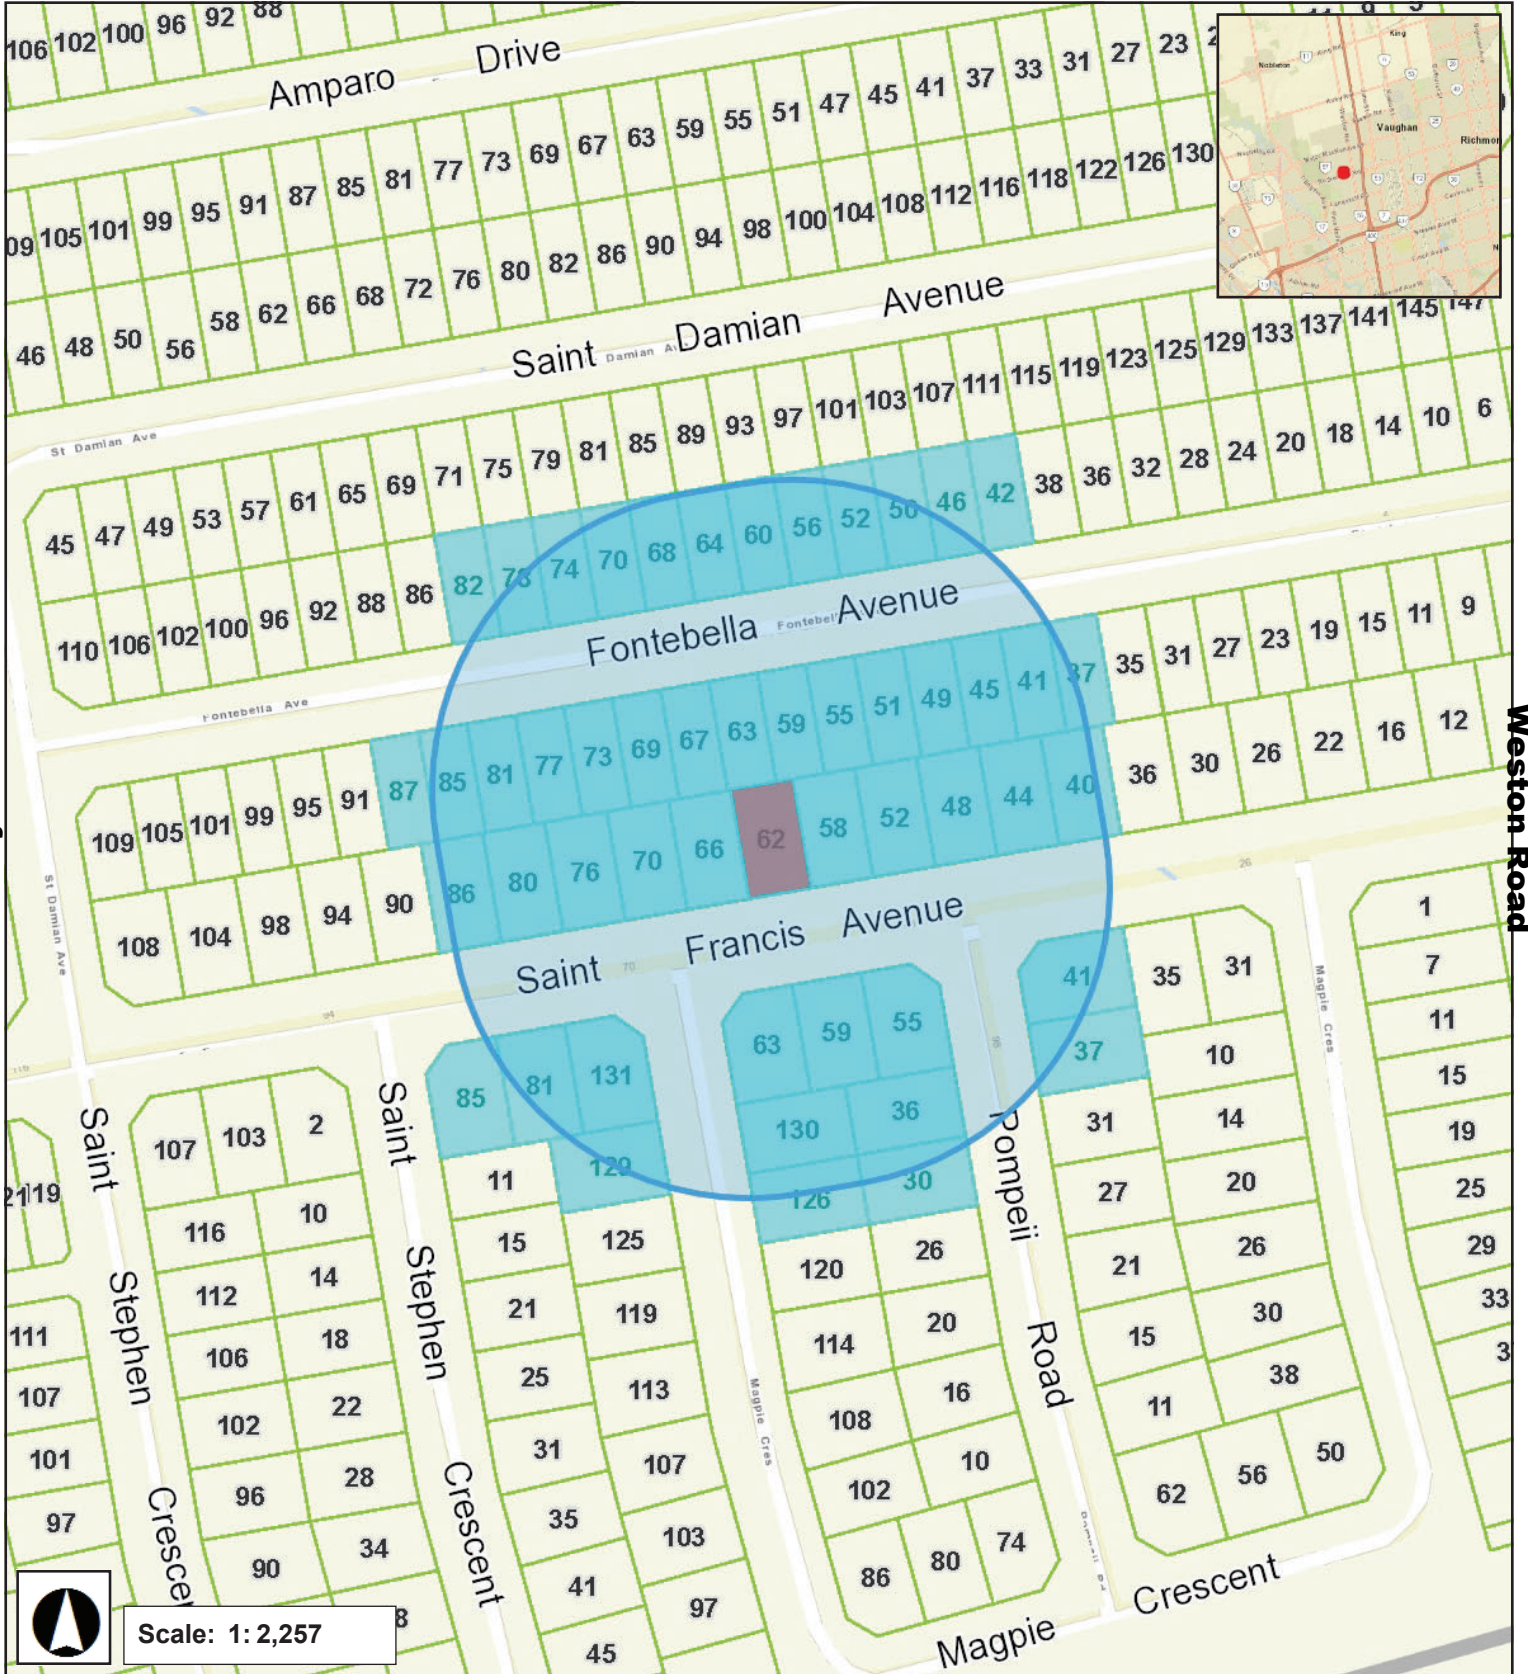 106 102 100 96 92 88
Amparo Drive
105 101 99 95 91 87 85 81 77 73 69 67 63 59 55 51 47 45 41 37 33 31 27 23
46 48 50 56 58 62 66 68 72 76 80 82 86 90 94 98 100 104 108 112 116 118 122 126 130
King
Nobleton
Vaughan
Saint Damian Avenue
St Damian Ave
45 47 49 53 57 61 65 69 71 75 79 81 85 89 93 97 101 103 107 111 115 119 123 125 129 133 137 141 145 147
110 106 102 100 96 92 88 86 82 78 74 70 68 64 60 56 52 50 46 42 38 36 32 28 24 20 18 14 10 6
Fontebella Avenue
Fontebella Ave
109 105 101 99 95 91 87 85 81 77 73 69 67 63 59 55 51 49 45 41 37 35 31 27 23 19 15 11 9
108 104 98 94 90 86 80 76 70 66 62 58 52 48 44 40 36 30 26 22 16 12
Weston Road
St Damian Ave
Saint Francis Avenue
94
70
26
107 103 2
116 10
112 14
106 18
102 22
96 28
90 34
119
111
107
101
97
Saint Stephen
Saint Stephen Crescent
85 81 131
11 129
15 125
21 119
25 113
31 107
35 103
41 97
45
63 59 55
130 36
126 30
120 26
114 20
108 16
102 10
86 80 74
Magpie Cres
Pompeii Road
41 35 31
37 10
31 14
27 20
21 26
15 30
11 38
62 56 50
Magpie Cres
1
7
11
15
19
25
29
33
Magpie Crescent
Scale: 1: 2,257